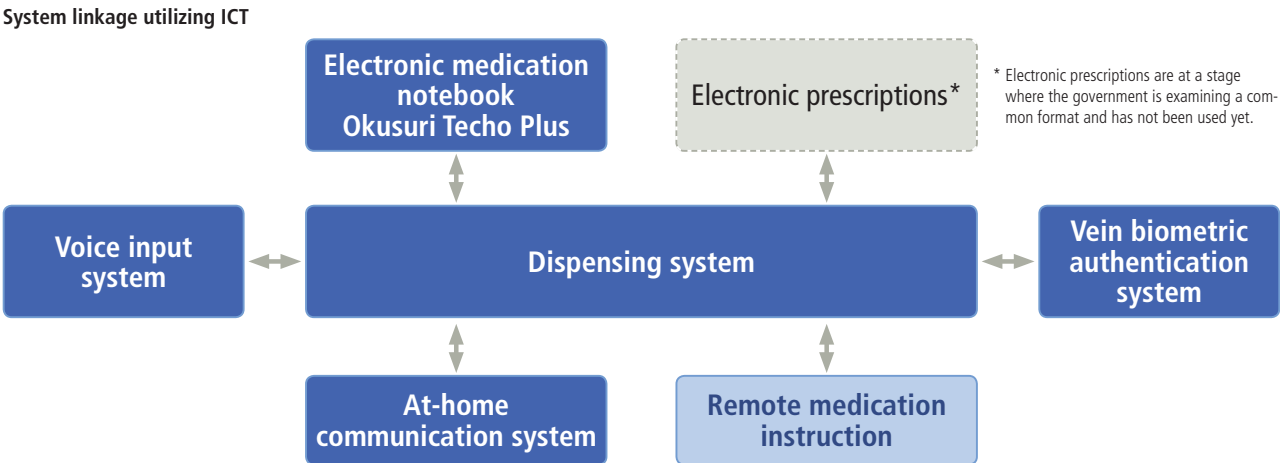 System linkage utilizing ICT
Electronic medication
notebook
Okusuri Techo Plus
Electronic prescriptions*
* Electronic prescriptions are at a stage
where the government is examining a com-
mon format and has not been used yet.
Voice input
system
Dispensing system
Vein biometric
authentication
system
At-home
communication system
Remote medication
instruction